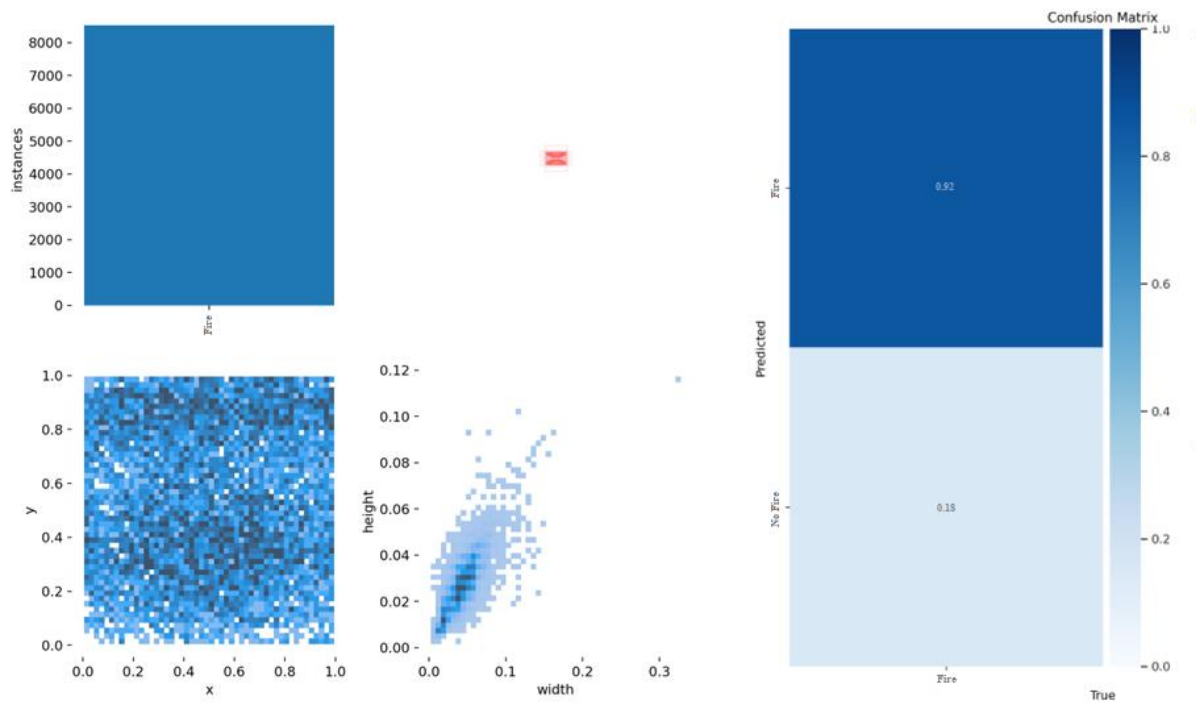 Confusion Matrix
8000
7000
6000
5000
4000
3000
2000
1000
0
instances
Fire
1.0
0.8
0.6
0.4
0.2
0.0
y
0.0 0.2 0.4 0.6 0.8 1.0
x
0.12
0.10
0.08
0.06
0.04
0.02
0.00
height
0.0 0.1 0.2 0.3
width
Fire
0.92
Predicted
No Fire
0.18
Fire
True
1.0
0.8
0.6
0.4
0.2
0.0